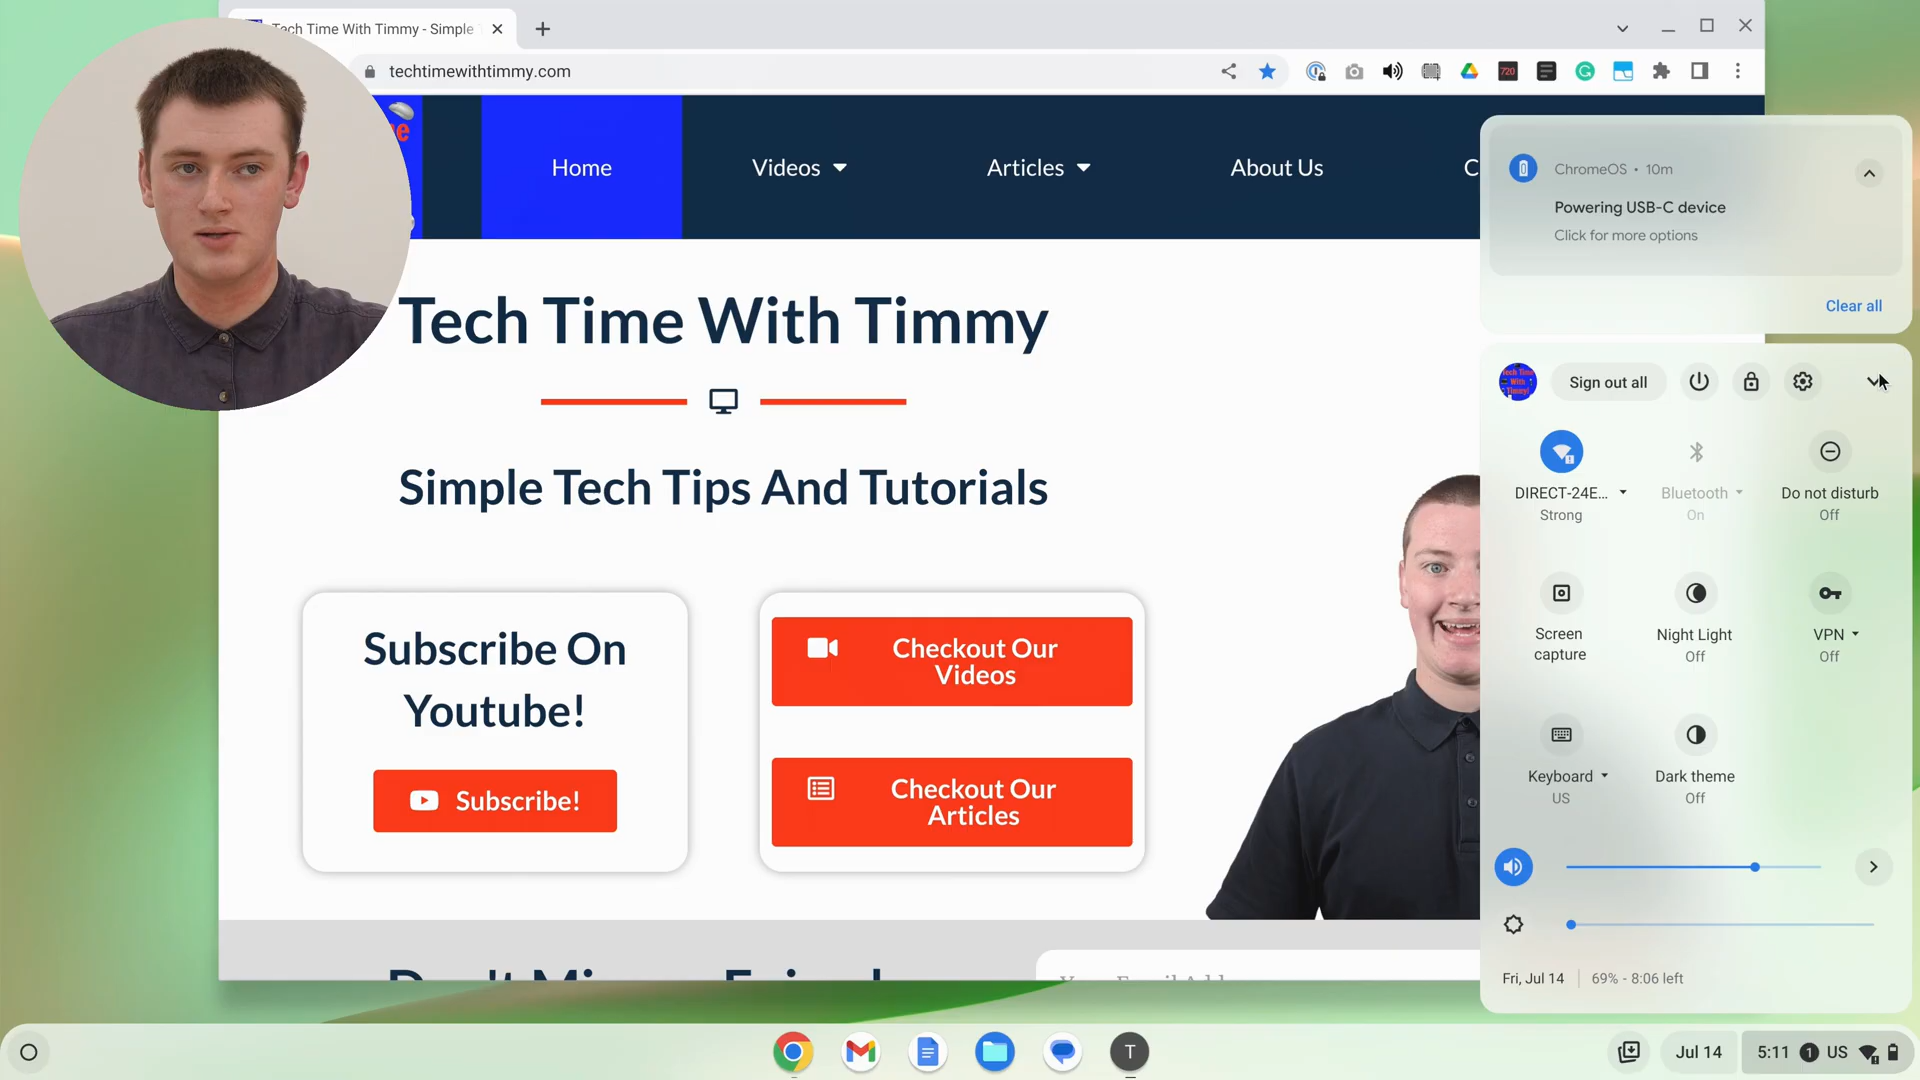 Tech Time With Timmy - Simple
techtimewithtimmy.com
720
Home
Videos
Articles
About Us
C
ChromeOS • 10m
Powering USB-C device
Click for more options
Clear all
Tech Time With Timmy
Simple Tech Tips And Tutorials
Sign out all
DIRECT-24E...
Strong
Bluetooth
On
Do not disturb
Off
Screen
capture
Night Light
Off
VPN
Off
Keyboard
US
Dark theme
Off
Subscribe On
Youtube!
Subscribe!
Checkout Our
Videos
Checkout Our
Articles
Fri, Jul 14
69% - 8:06 left
T
Jul 14
5:11
1
US